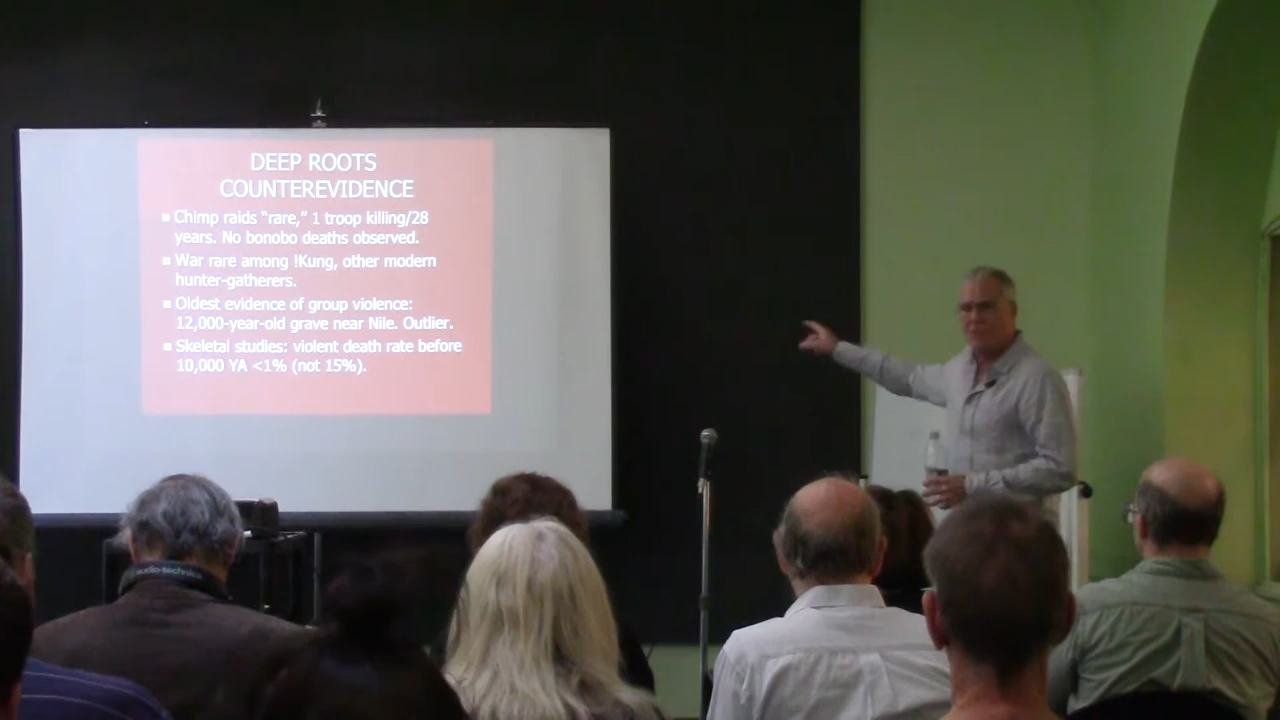 DEEP ROOTS
COUNTEREVIDENCE
Chimp raids “rare,” 1 troop killing/28
years. No bonobo deaths observed.
War rare among !Kung, other modern
hunter-gatherers.
Oldest evidence of group violence:
12,000-year-old grave near Nile. Outlier.
Skeletal studies: violent death rate before
10,000 YA <1% (not 15%).
audio-technica